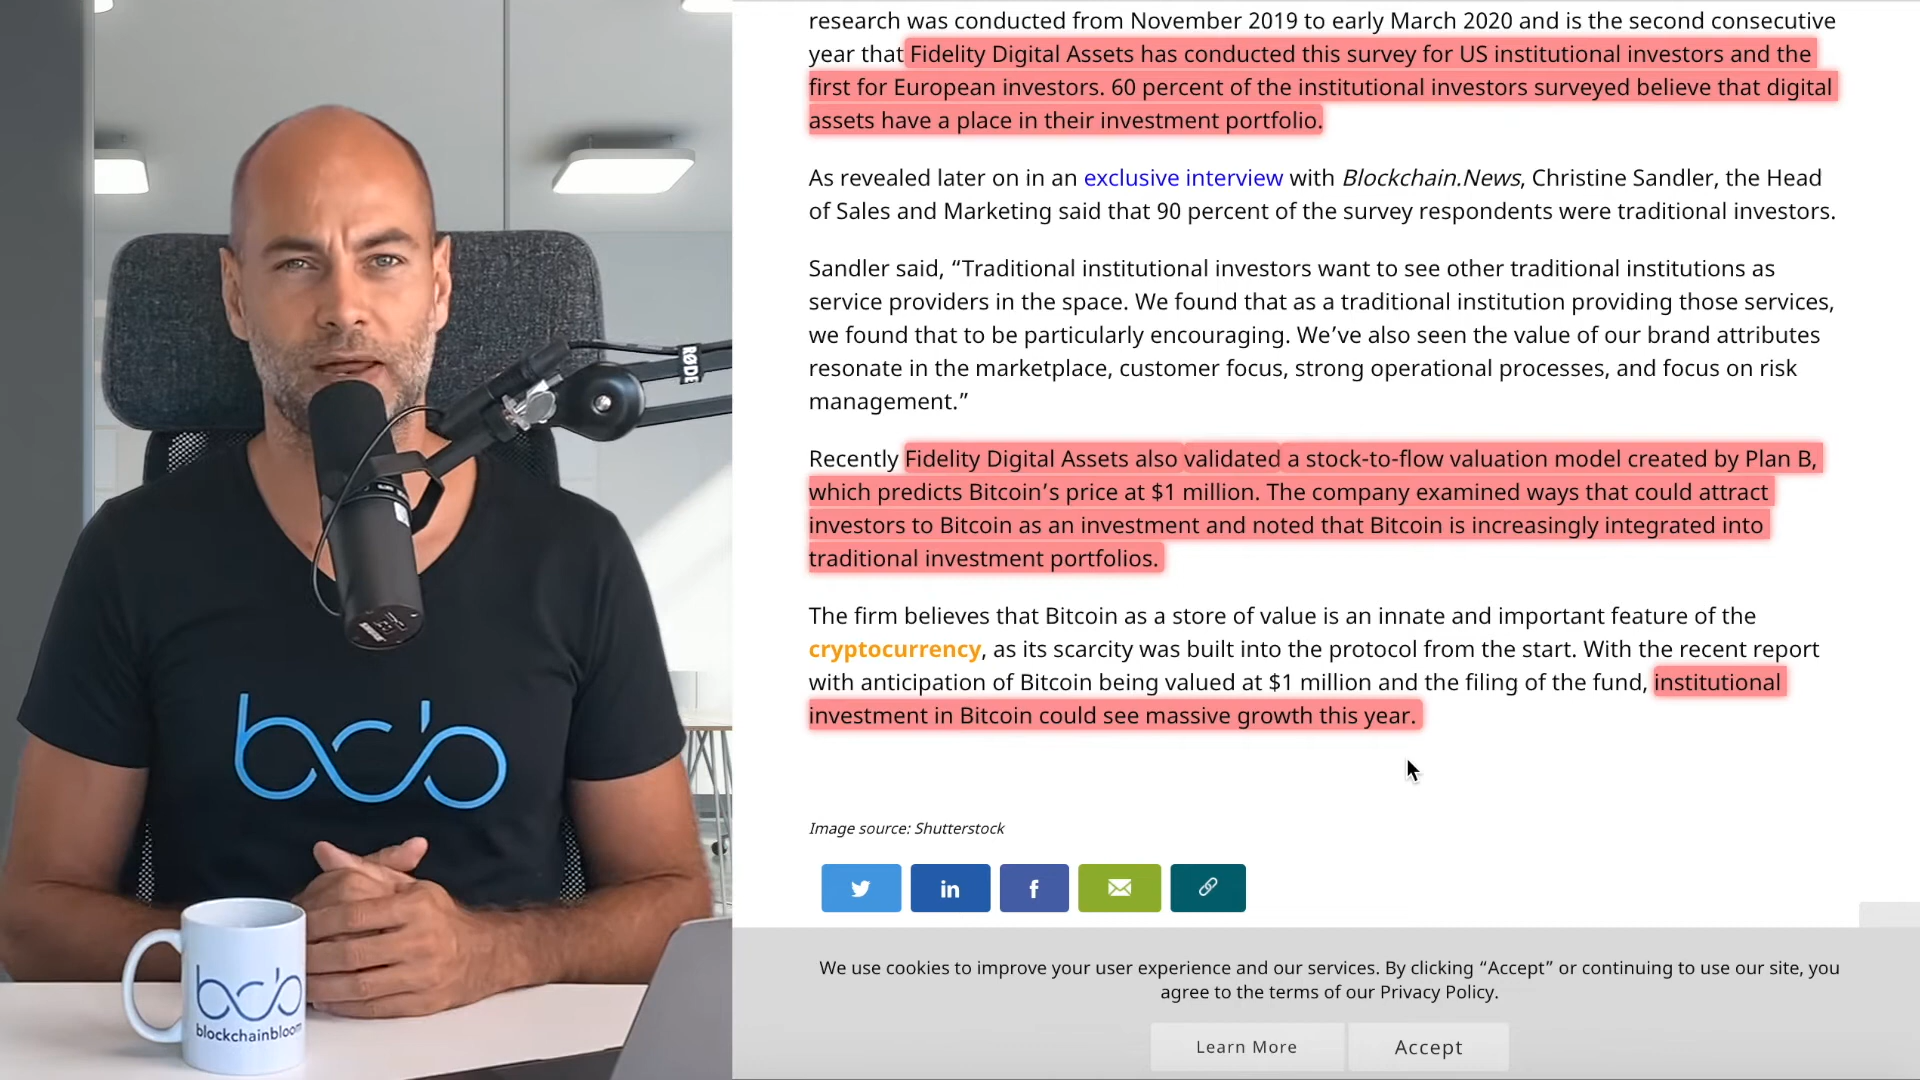 research was conducted from November 2019 to early March 2020 and is the second consecutive
year that Fidelity Digital Assets has conducted this survey for US institutional investors and the
first for European investors. 60 percent of the institutional investors surveyed believe that digital
assets have a place in their investment portfolio.
As revealed later on in an exclusive interview with Blockchain.News, Christine Sandler, the Head
of Sales and Marketing said that 90 percent of the survey respondents were traditional investors.
Sandler said, “Traditional institutional investors want to see other traditional institutions as
service providers in the space. We found that as a traditional institution providing those services,
we found that to be particularly encouraging. We’ve also seen the value of our brand attributes
resonate in the marketplace, customer focus, strong operational processes, and focus on risk
management.”
Recently Fidelity Digital Assets also validated a stock-to-flow valuation model created by Plan B,
which predicts Bitcoin’s price at $1 million. The company examined ways that could attract
investors to Bitcoin as an investment and noted that Bitcoin is increasingly integrated into
traditional investment portfolios.
The firm believes that Bitcoin as a store of value is an innate and important feature of the
cryptocurrency, as its scarcity was built into the protocol from the start. With the recent report
with anticipation of Bitcoin being valued at $1 million and the filing of the fund, institutional
investment in Bitcoin could see massive growth this year.
Image source: Shutterstock
in
f
We use cookies to improve your user experience and our services. By clicking “Accept” or continuing to use our site, you
agree to the terms of our Privacy Policy.
Learn More
Accept
RØDE
bcb
bcb
blockchainbloom